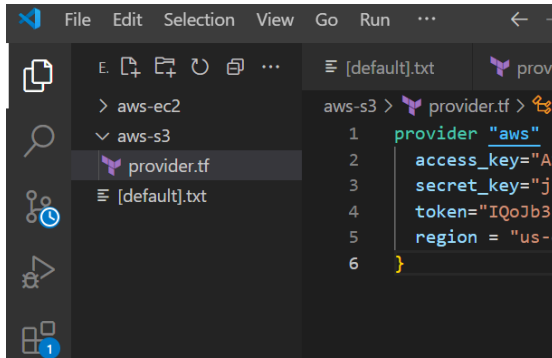 File Edit Selection View Go Run ...
E.
[default].txt
aws-ec2
aws-s3
provider.tf
[default].txt
aws-s3 > provider.tf >
1 provider "aws"
2 access_key="A
3 secret_key="j
4 token="IQoJb3
5 region = "us-
6 }
1